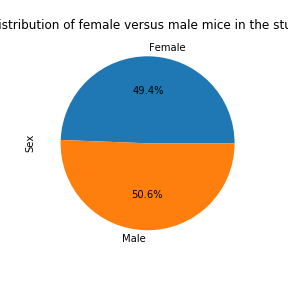 istribution of female versus male mice in the stu
Female
49.4%
Sex
50.6%
Male